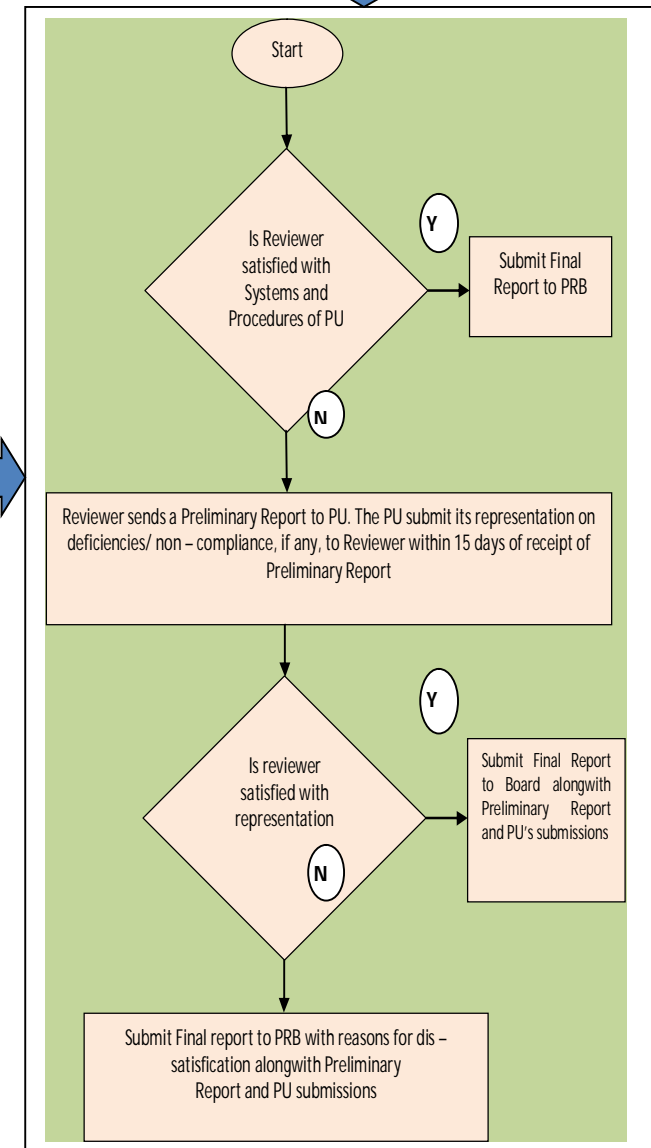 Start
Is Reviewer
satisfied with
Systems and
Procedures of PU
Y
Submit Final
Report to PRB
N
Reviewer sends a Preliminary Report to PU. The PU submit its representation on
deficiencies/ non – compliance, if any, to Reviewer within 15 days of receipt of
Preliminary Report
Is reviewer
satisfied with
representation
Y
Submit Final Report
to Board alongwith
Preliminary Report
and PU's submissions
N
Submit Final report to PRB with reasons for dis –
satisfication alongwith Preliminary
Report and PU submissions